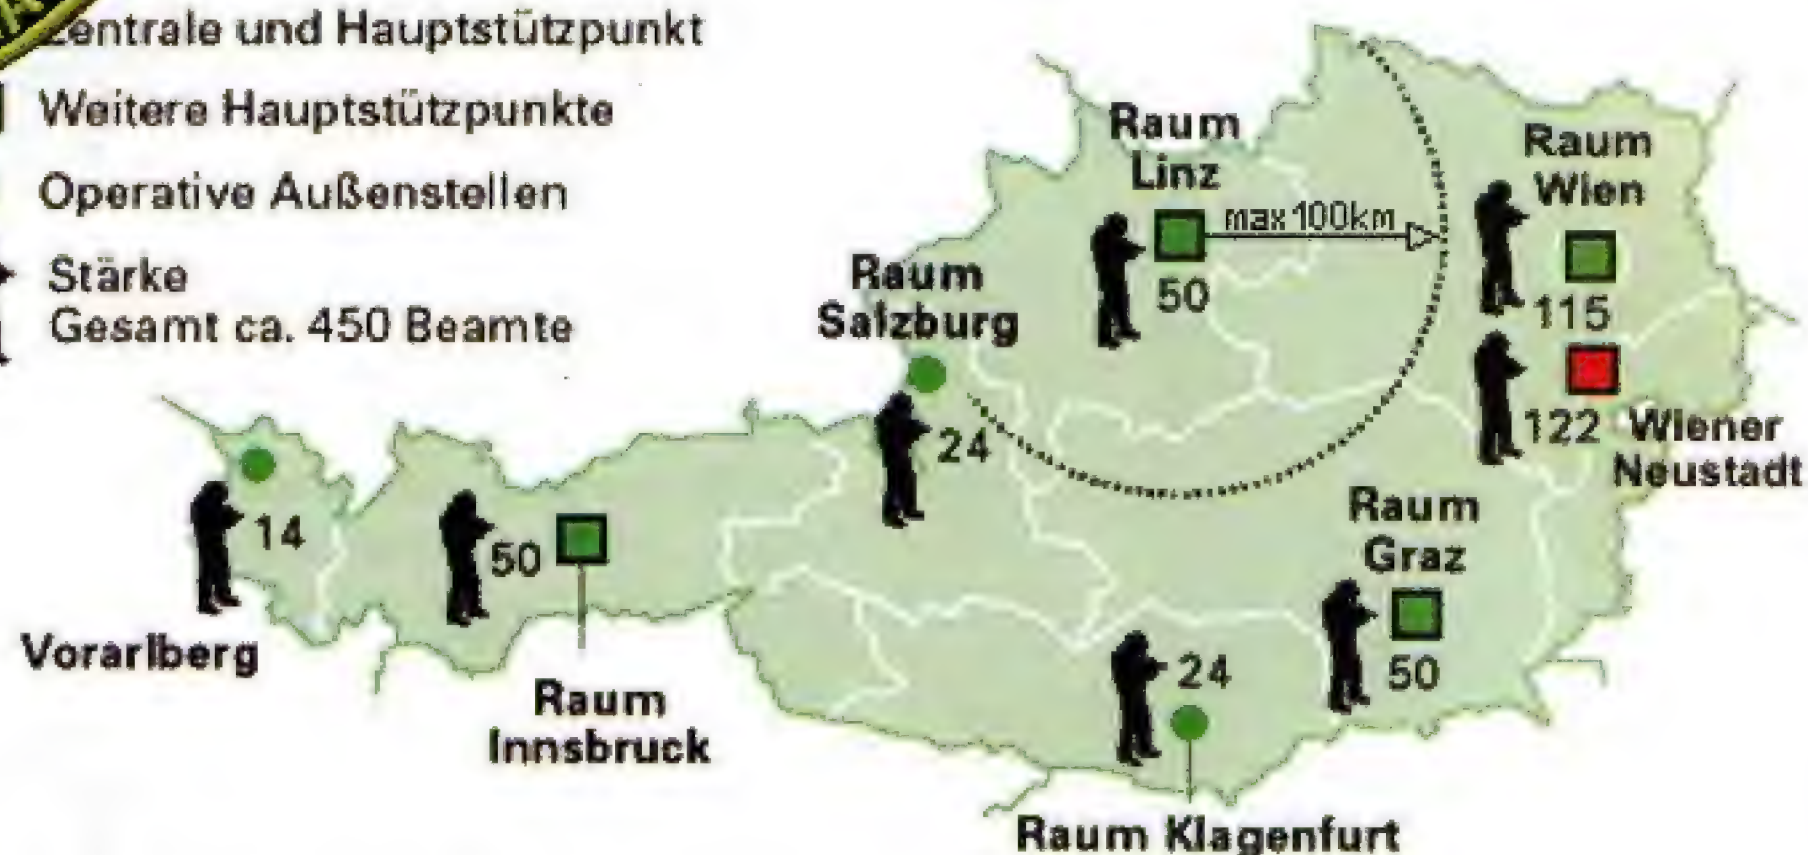 Zentrale und Hauptstützpunkt
Weitere Hauptstützpunkte
Operative Außenstellen
Stärke
Gesamt ca. 450 Beamte
Raum
Linz
max 100km
50
Raum
Wien
115
122
Wiener
Neustadt
Raum
Salzburg
24
14
Vorarlberg
50
Raum
Innsbruck
Raum
Graz
50
24
Raum Klagenfurt